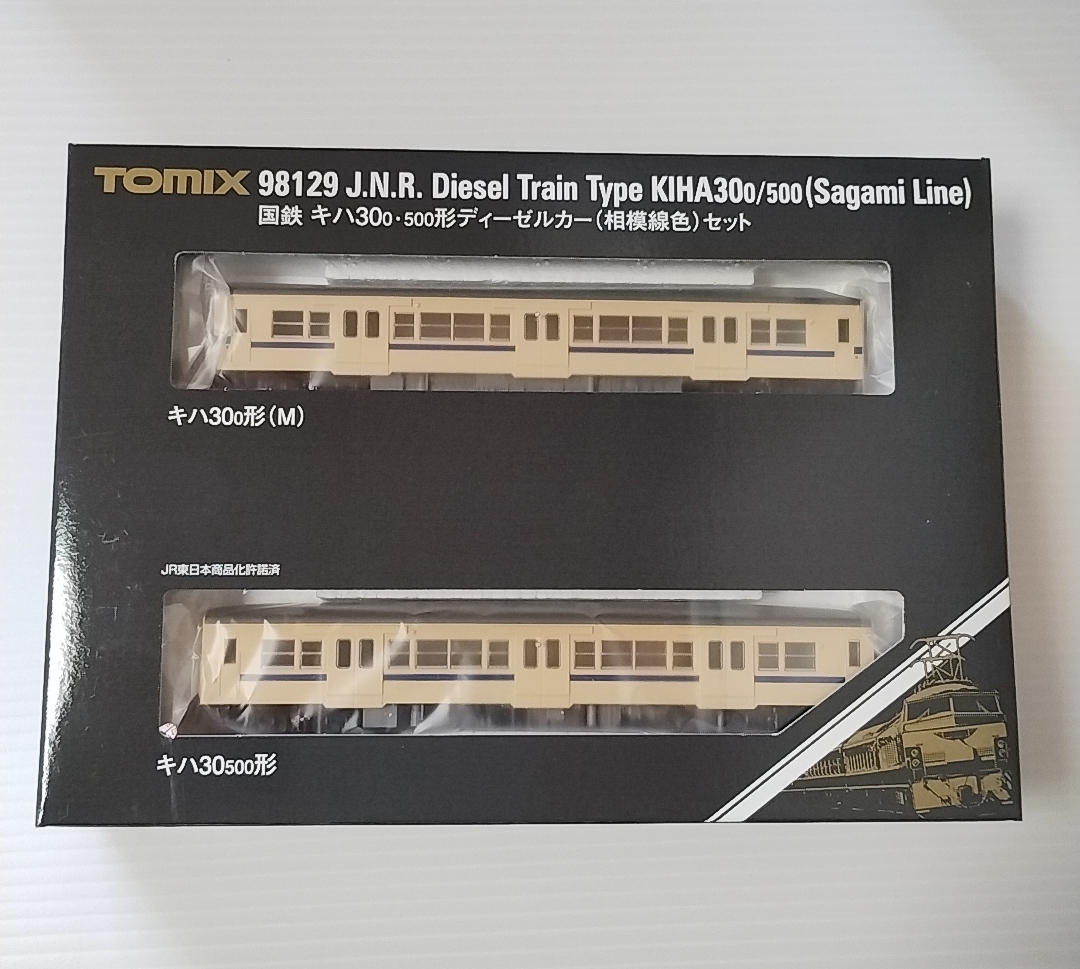 TOMIX 98129 J.N.R. Diesel Train Type KIHA300/500 (Sagami Line)
国鉄 キハ300・500形ディーゼルカー(相模線色)セット
キハ300形(M)
JR東日本商品化許諾済
キハ30500形